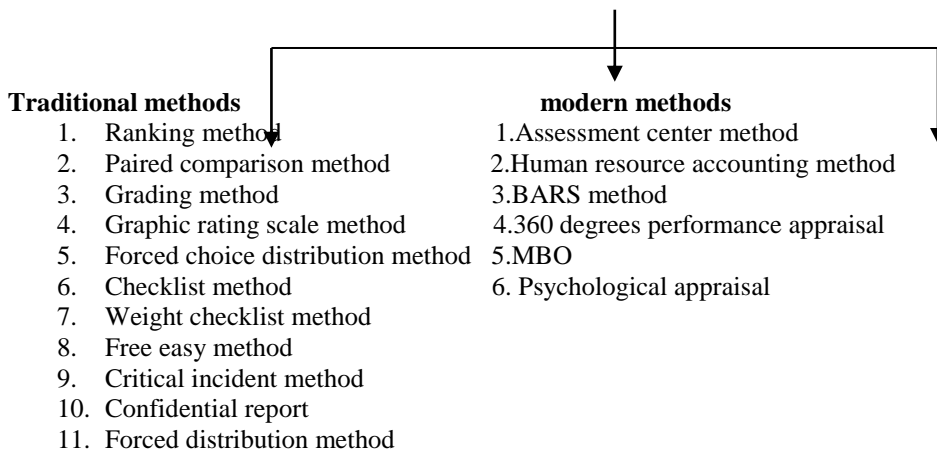 Traditional methods modern methods
1. Ranking method 1.Assessment center method
2. Paired comparison method 2.Human resource accounting method
3. Grading method 3.BARS method
4. Graphic rating scale method 4.360 degrees performance appraisal
5. Forced choice distribution method 5.MBO
6. Checklist method 6. Psychological appraisal
7. Weight checklist method
8. Free easy method
9. Critical incident method
10. Confidential report
11. Forced distribution method